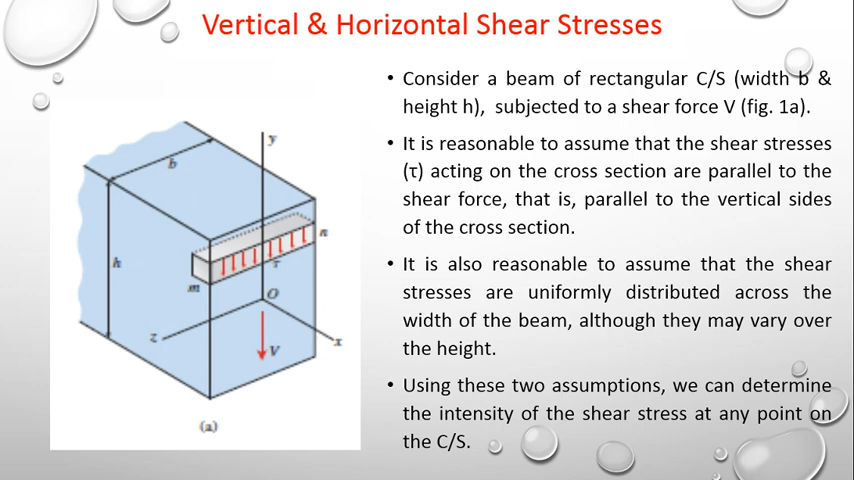 Vertical & Horizontal Shear Stresses
• Consider a beam of rectangular C/S (width b &
height h), subjected to a shear force V (fig. 1a).
• It is reasonable to assume that the shear stresses
(τ) acting on the cross section are parallel to the
shear force, that is, parallel to the vertical sides
of the cross section.
• It is also reasonable to assume that the shear
stresses are uniformly distributed across the
width of the beam, although they may vary over
the height.
• Using these two assumptions, we can determine
the intensity of the shear stress at any point on
the C/S.
y
b
n
h
τ
m
O
z
x
V
(a)